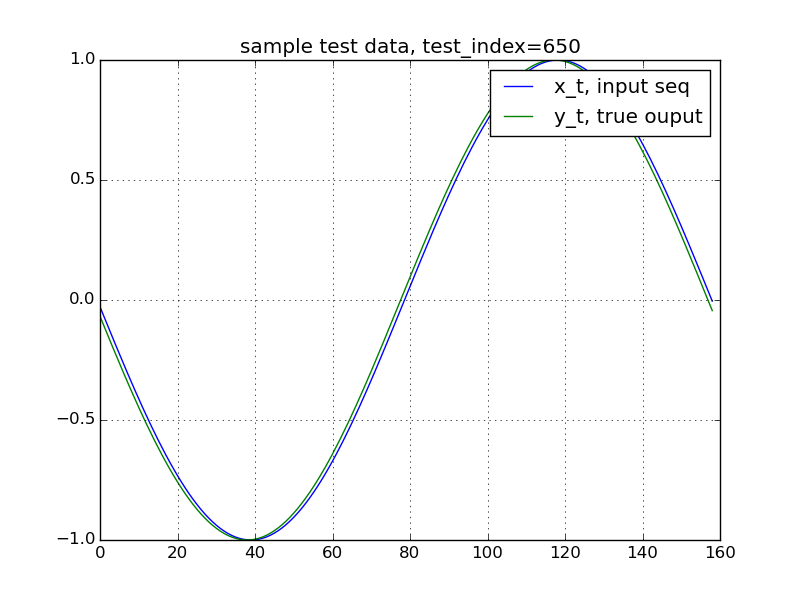 sample test data, test_index=650
x_t, input seq
y_t, true ouput
1.0
0.5
0.0
−0.5
−1.0
0 20 40 60 80 100 120 140 160